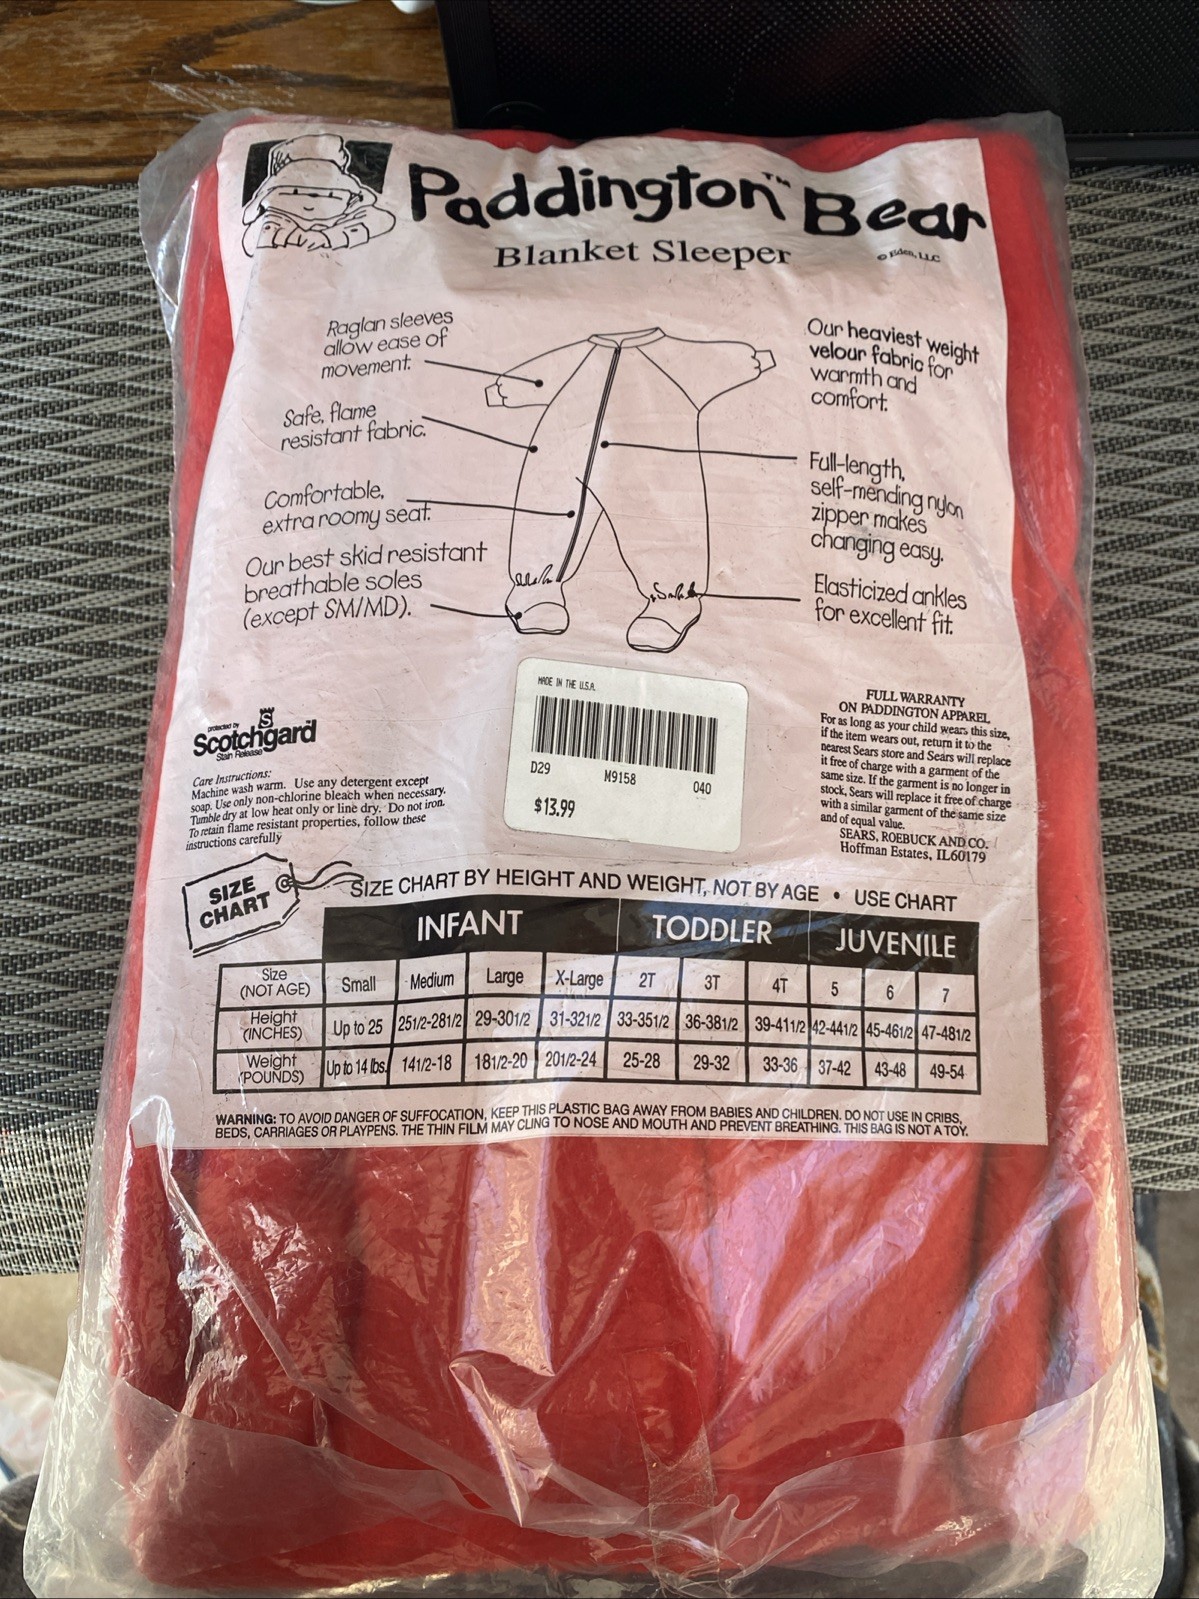 Paddington™ Bear
Blanket Sleeper
© Eden, LLC
Raglan sleeves
allow ease of
movement.
Safe, flame
resistant fabric.
Comfortable,
extra roomy seat.
Our best skid resistant
breathable soles
(except SM/MD).
Our heaviest weight
velour fabric for
warmth and
comfort.
Full-length,
self-mending nylon
zipper makes
changing easy.
Elasticized ankles
for excellent fit.
MADE IN THE U.S.A.
D29 M9158 040
$13.99
protected by
Scotchgard
Stain Release
Care Instructions:
Machine wash warm. Use any detergent except
soap. Use only non-chlorine bleach when necessary.
Tumble dry at low heat only or line dry. Do not iron.
To retain flame resistant properties, follow these
instructions carefully
FULL WARRANTY
ON PADDINGTON APPAREL
For as long as your child wears this size,
if the item wears out, return it to the
nearest Sears store and Sears will replace
it free of charge with a garment of the
same size. If the garment is no longer in
stock, Sears will replace it free of charge
with a similar garment of the same size
and of equal value.
SEARS, ROEBUCK AND CO.
Hoffman Estates, IL60179
SIZE
CHART
SIZE CHART BY HEIGHT AND WEIGHT, NOT BY AGE • USE CHART
INFANT TODDLER JUVENILE
Size
(NOT AGE) Small Medium Large X-Large 2T 3T 4T 5 6 7
Height
(INCHES) Up to 25 251/2-281/2 29-301/2 31-321/2 33-351/2 36-381/2 39-411/2 42-441/2 45-461/2 47-481/2
Weight
(POUNDS) Up to 14 lbs. 141/2-18 181/2-20 201/2-24 25-28 29-32 33-36 37-42 43-48 49-54
WARNING: TO AVOID DANGER OF SUFFOCATION, KEEP THIS PLASTIC BAG AWAY FROM BABIES AND CHILDREN. DO NOT USE IN CRIBS,
BEDS, CARRIAGES OR PLAYPENS. THE THIN FILM MAY CLING TO NOSE AND MOUTH AND PREVENT BREATHING. THIS BAG IS NOT A TOY.